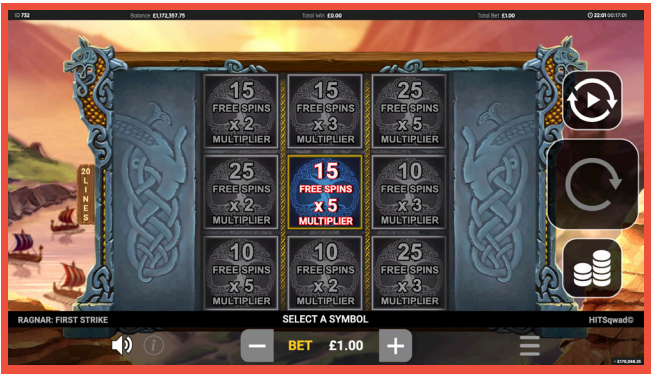 ID 732 Balance £1,172,357.75 Total Win £0.00 Total Bet £1.00 22:01 00:17:01
15 FREE SPINS x 2 MULTIPLIER
15 FREE SPINS x 3 MULTIPLIER
25 FREE SPINS x 5 MULTIPLIER
20 LINES
25 FREE SPINS x 2 MULTIPLIER
15 FREE SPINS x 5 MULTIPLIER
10 FREE SPINS x 3 MULTIPLIER
10 FREE SPINS x 5 MULTIPLIER
10 FREE SPINS x 2 MULTIPLIER
25 FREE SPINS x 3 MULTIPLIER
RAGNAR: FIRST STRIKE SELECT A SYMBOL HITSqwad©
BET £1.00